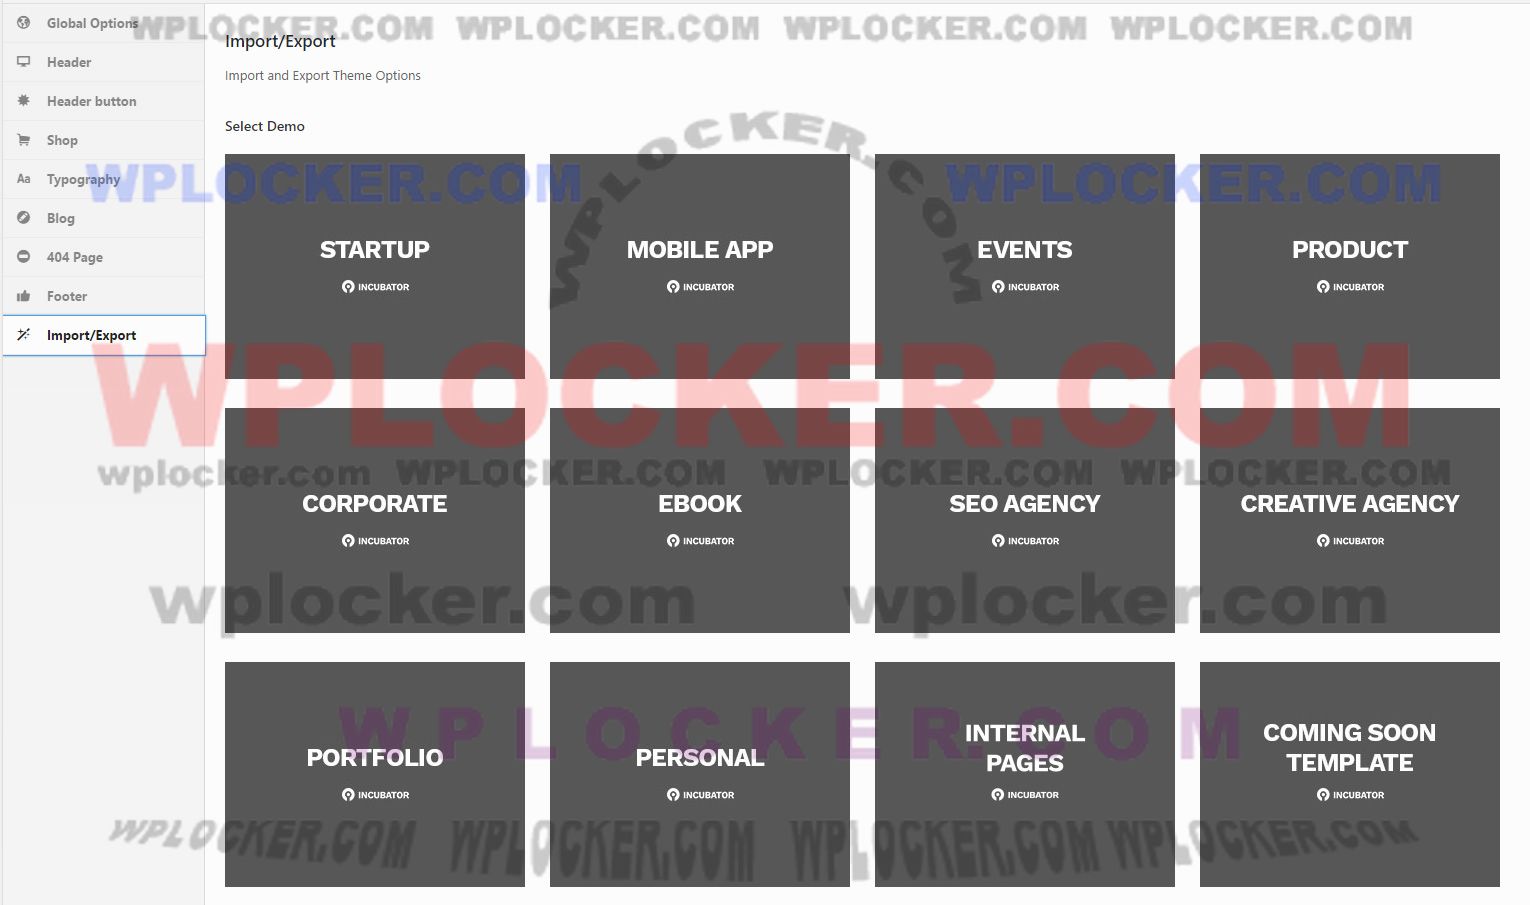 Global Options
Header
Header button
Shop
Aa Typography
Blog
404 Page
Footer
Import/Export
WPLOCKER.COM WPLOCKER.COM WPLOCKER.COM WPLOCKER.COM
Import/Export
Import and Export Theme Options
Select Demo
WPLOCKER.COM
WPLOCKER.COM WPLOCKER.COM
STARTUP
INCUBATOR
MOBILE APP
INCUBATOR
EVENTS
INCUBATOR
PRODUCT
INCUBATOR
WPLOCKER.COM
wplocker.com WPLOCKER.COM WPLOCKER.COM WPLOCKER.COM
CORPORATE
INCUBATOR
EBOOK
INCUBATOR
SEO AGENCY
INCUBATOR
CREATIVE AGENCY
INCUBATOR
wplocker.com wplocker.com
WPLOCKER.COM
PORTFOLIO
INCUBATOR
PERSONAL
INCUBATOR
INTERNAL
PAGES
INCUBATOR
COMING SOON
TEMPLATE
INCUBATOR
WPLOCKER.COM WPLOCKER.COM WPLOCKER.COM WPLOCKER.COM